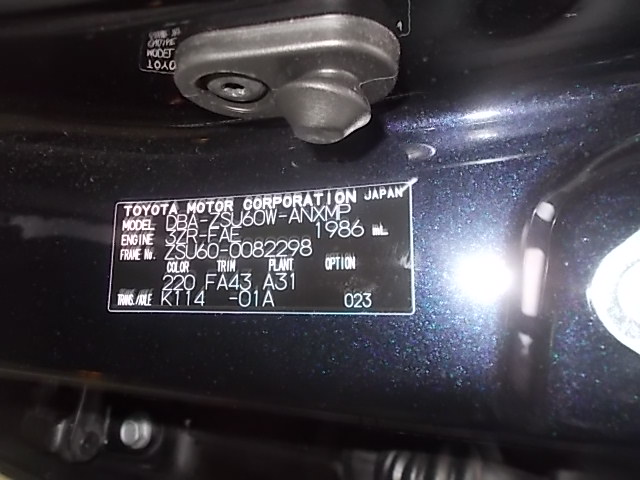 TOYOTA MOTOR CORPORATION JAPAN
MODEL DBA-ZSU60W-ANXMP
ENGINE 3ZR-FAE 1986 mL
FRAME No. ZSU60-0082298
COLOR TRIM PLANT OPTION
220 FA43 A31
TRANS./AXLE K114 -01A 023